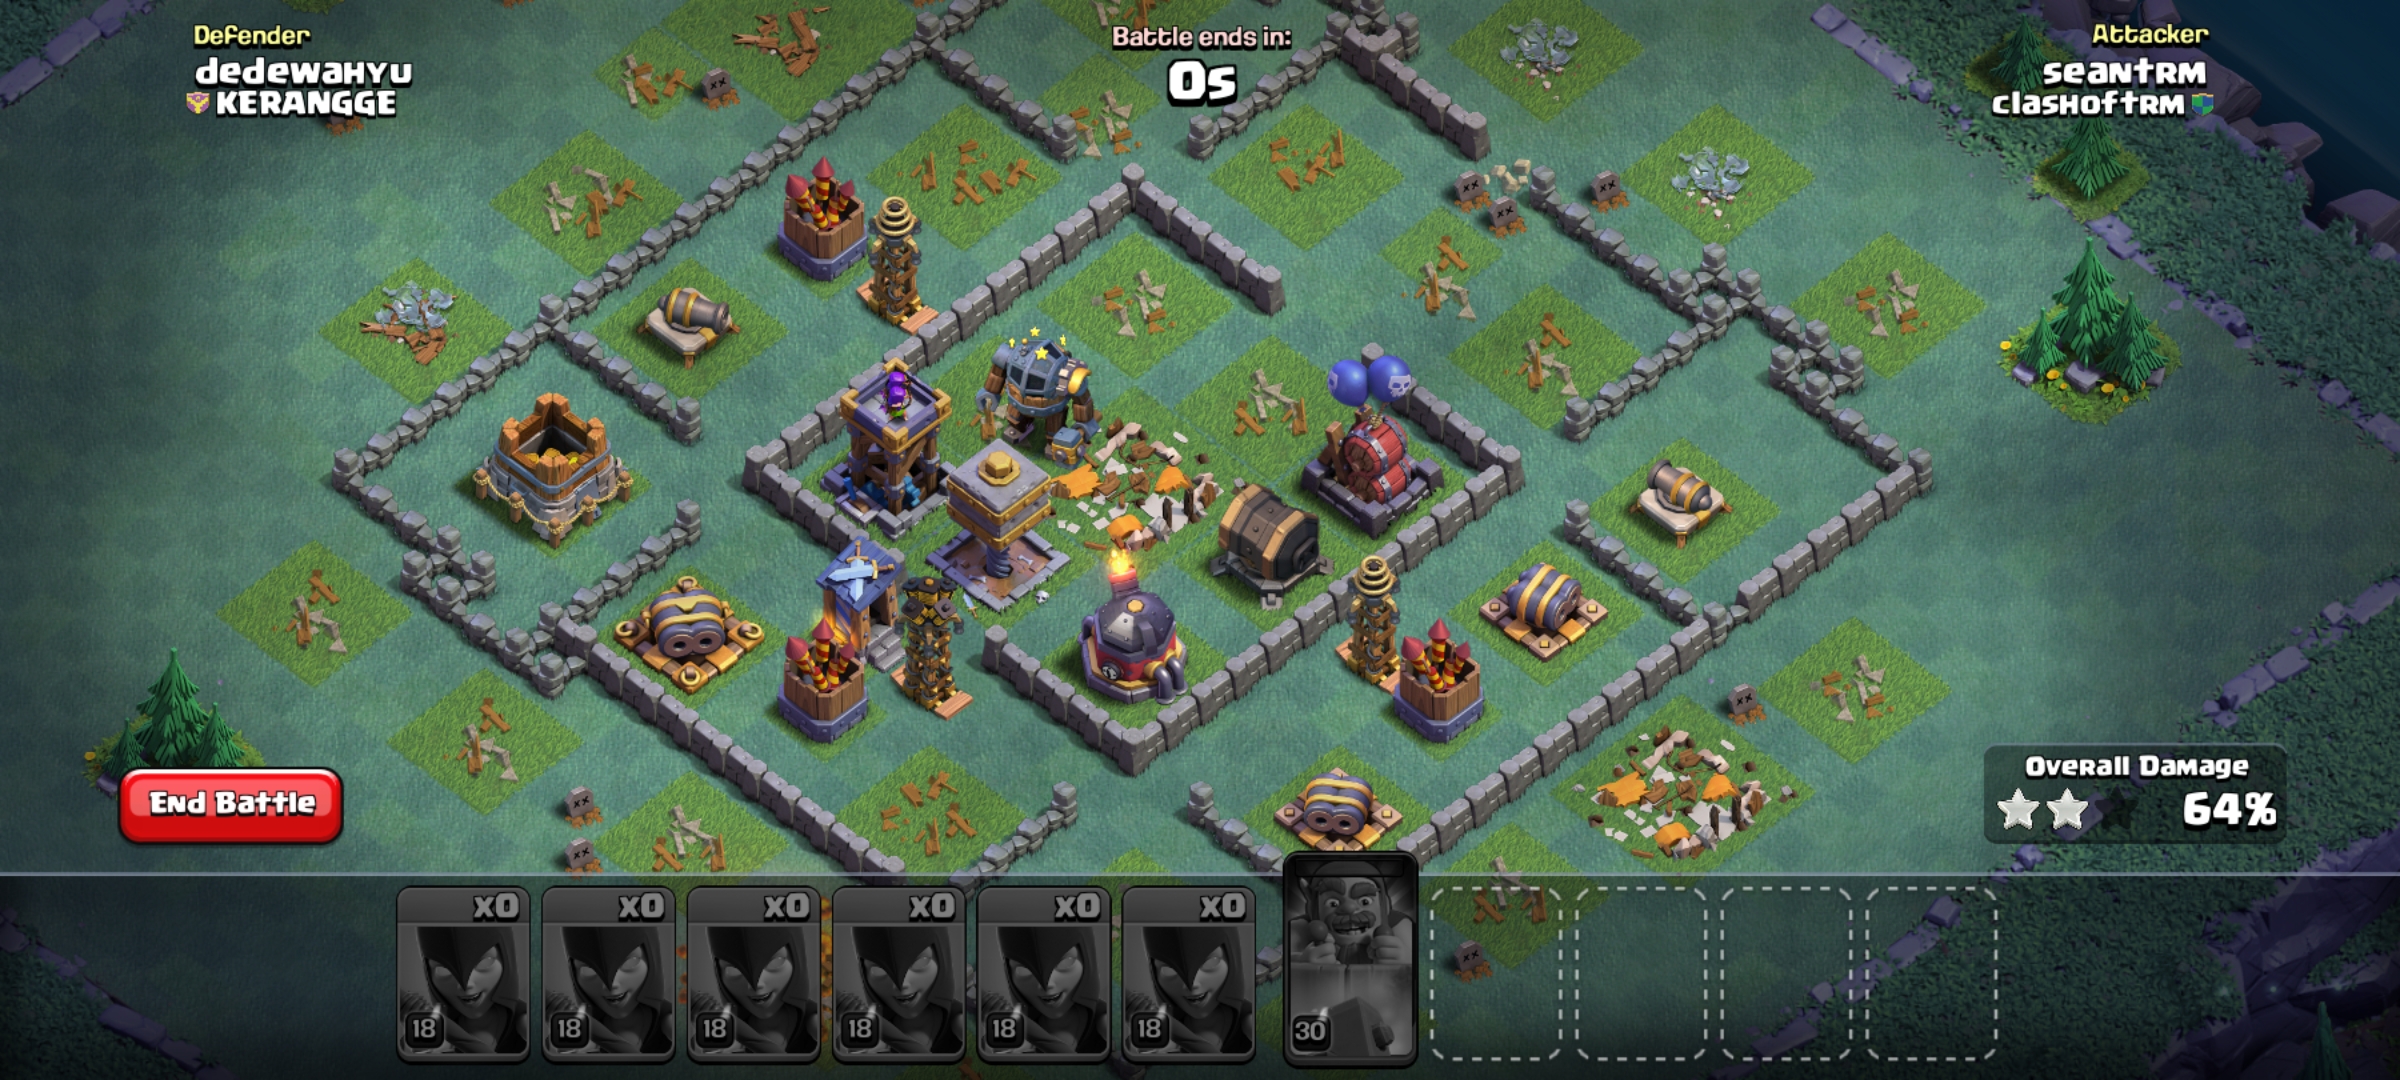 Defender
dedewaHYU
KERANGGE
Battle ends in:
0s
Attacker
seantRM
clashoftRM
End Battle
Overall Damage
64%
x0
x0
x0
x0
x0
x0
18
18
18
18
18
18
30